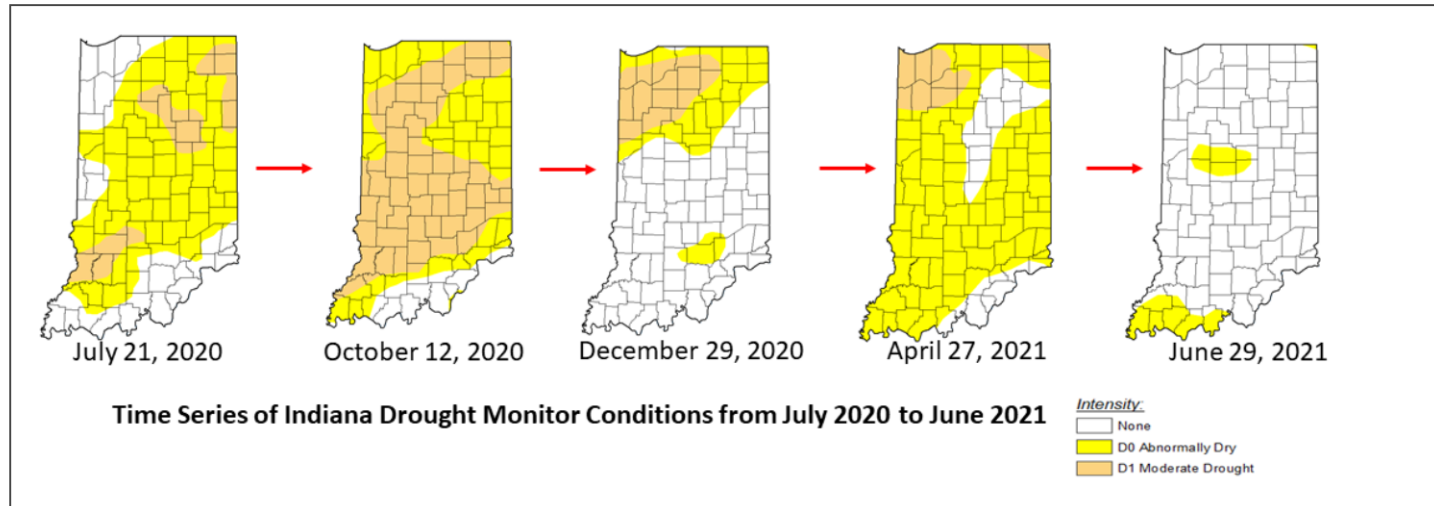 July 21, 2020
October 12, 2020
December 29, 2020
April 27, 2021
June 29, 2021
Time Series of Indiana Drought Monitor Conditions from July 2020 to June 2021
Intensity:
None
D0 Abnormally Dry
D1 Moderate Drought